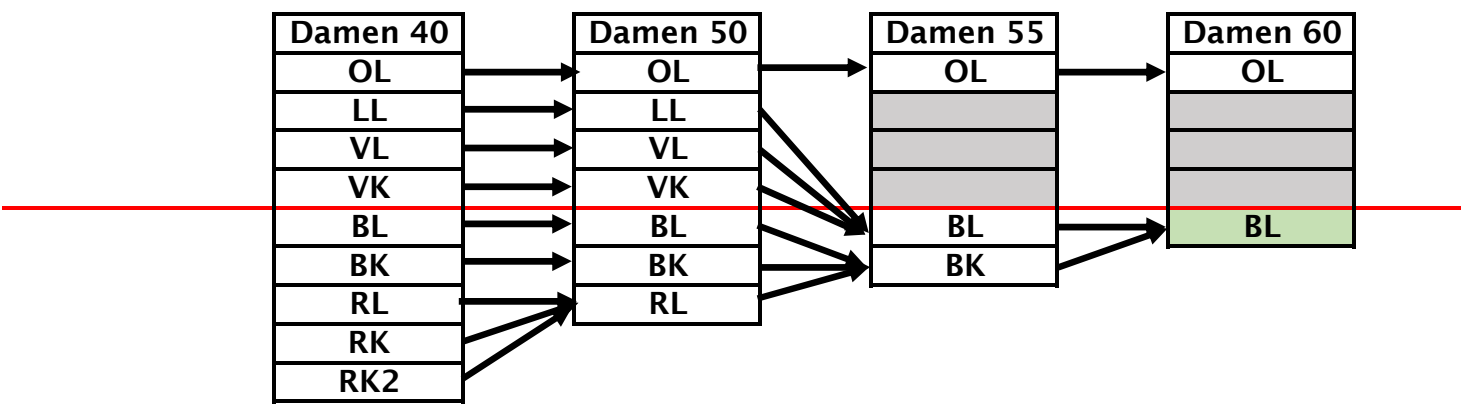 Damen 40 Damen 50 Damen 55 Damen 60
OL OL OL OL
LL LL
VL VL
VK VK
BL BL BL BL
BK BK BK
RL RL
RK
RK2